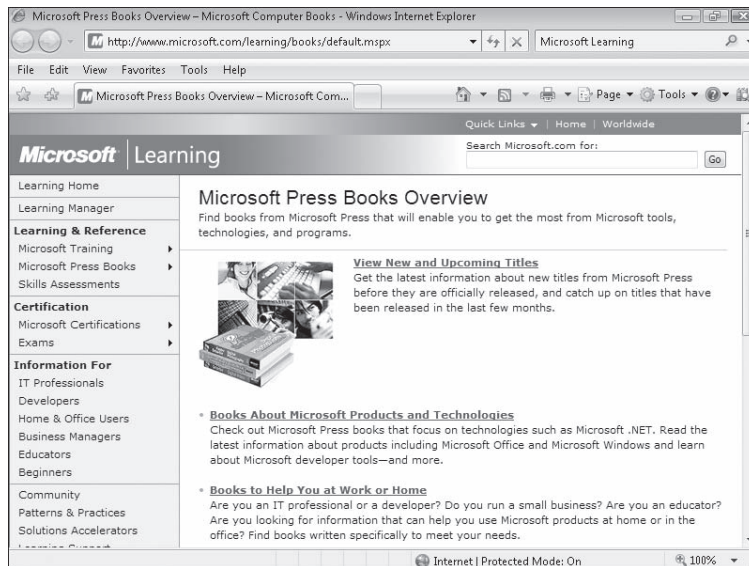 Microsoft Press Books Overview – Microsoft Computer Books - Windows Internet Explorer
http://www.microsoft.com/learning/books/default.mspx
Microsoft Learning
File Edit View Favorites Tools Help
Microsoft Press Books Overview – Microsoft Com...
Page Tools
Quick Links | Home | Worldwide
Microsoft Learning
Search Microsoft.com for:
Go
Learning Home
Learning Manager
Learning & Reference
Microsoft Training
Microsoft Press Books
Skills Assessments
Certification
Microsoft Certifications
Exams
Information For
IT Professionals
Developers
Home & Office Users
Business Managers
Educators
Beginners
Community
Patterns & Practices
Solutions Accelerators
Microsoft Press Books Overview
Find books from Microsoft Press that will enable you to get the most from Microsoft tools,
technologies, and programs.
View New and Upcoming Titles
Get the latest information about new titles from Microsoft Press
before they are officially released, and catch up on titles that have
been released in the last few months.
Books About Microsoft Products and Technologies
Check out Microsoft Press books that focus on technologies such as Microsoft .NET. Read the
latest information about products including Microsoft Office and Microsoft Windows and learn
about Microsoft developer tools—and more.
Books to Help You at Work or Home
Are you an IT professional or a developer? Do you run a small business? Are you an educator?
Are you looking for information that can help you use Microsoft products at home or in the
office? Find books written specifically to meet your needs.
Internet | Protected Mode: On
100%